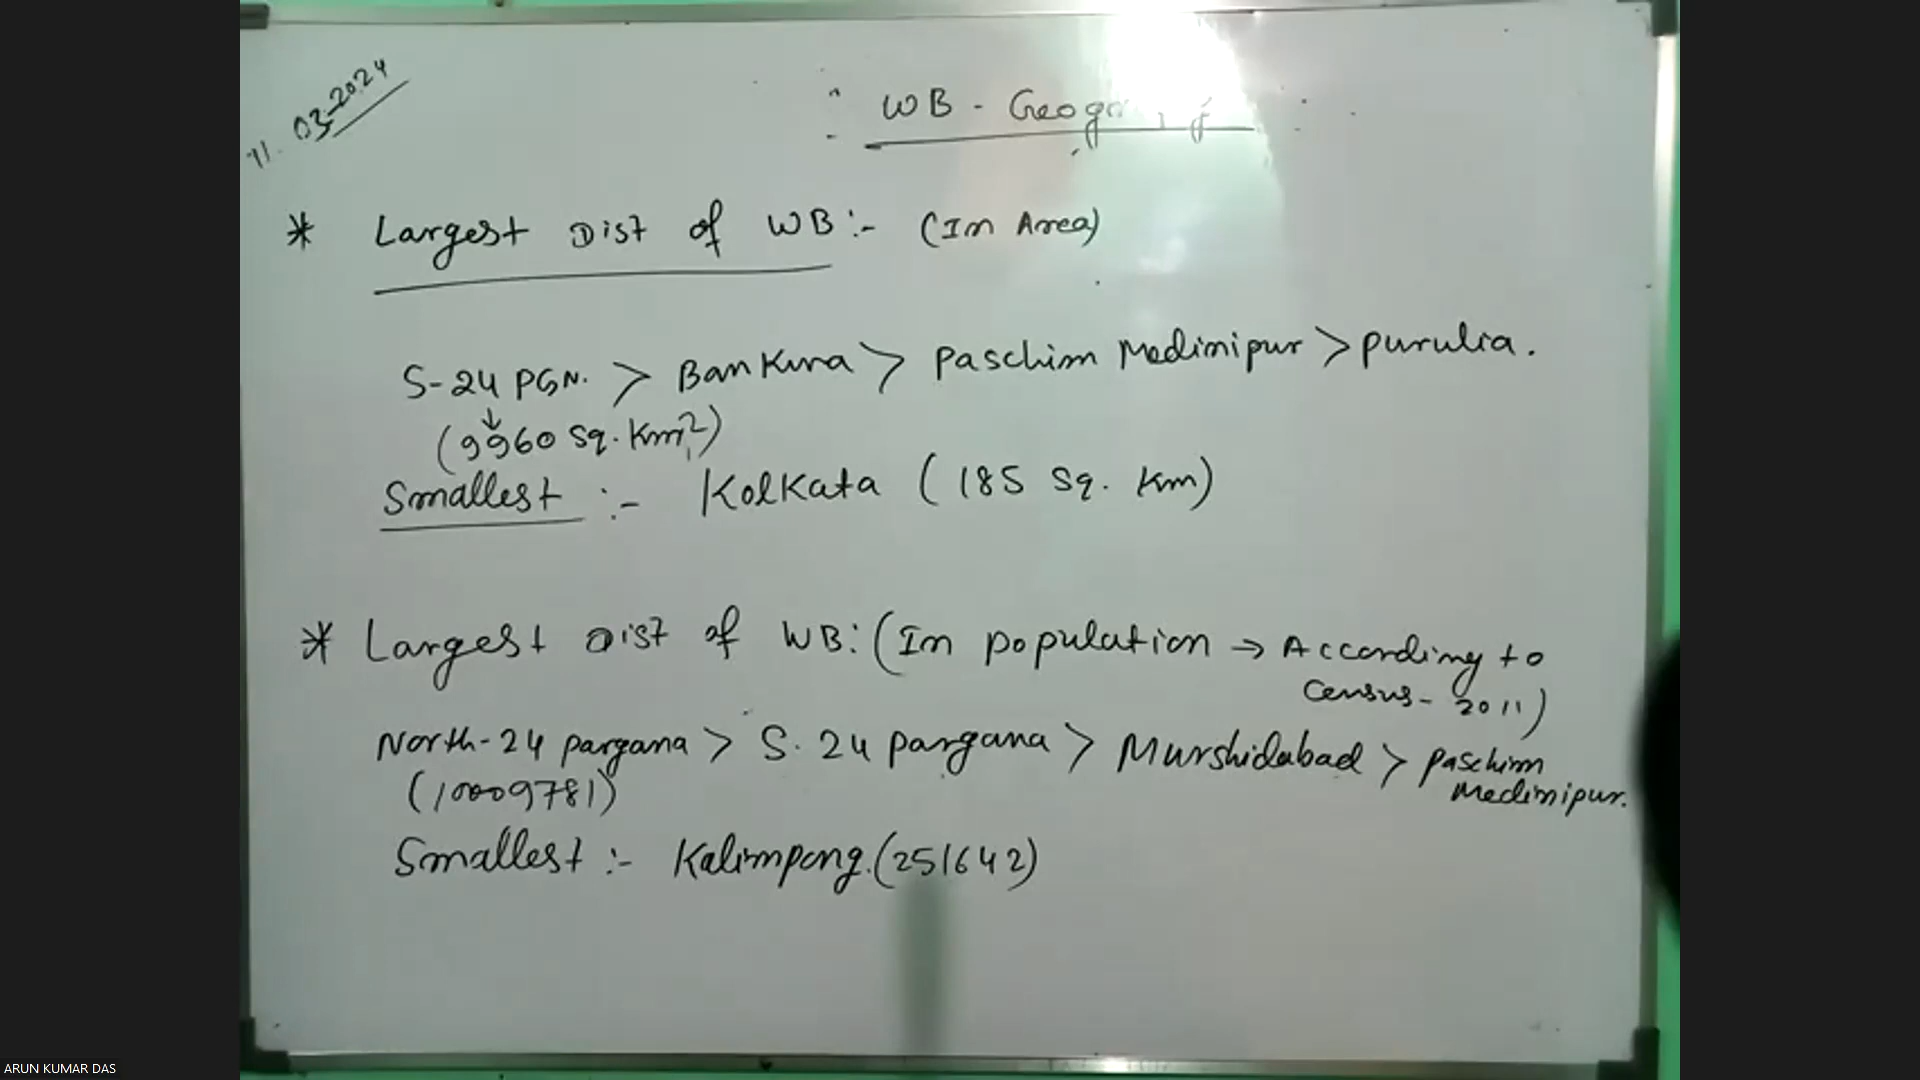 11.03.2024
WB - Geog
* Largest Dist of WB :- (In Area)
S-24 PGN. > Bankura > Paschim Medinipur > Purulia.
↓
(9960 Sq. Km²)
Smallest :- Kolkata (185 Sq. Km)
* Largest Dist of WB: (In population → According to
Census - 2011)
North-24 pargana > S. 24 pargana > Murshidabad > Paschim
Medinipur.
(10009781)
Smallest :- Kalimpong. (251642)
ARUN KUMAR DAS